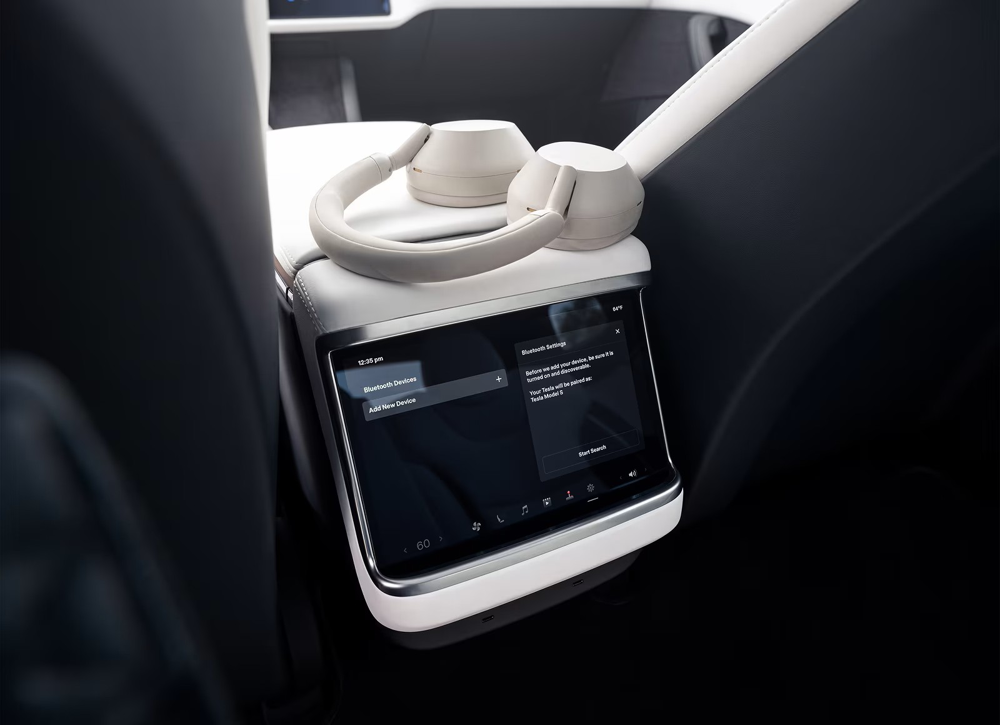 64°F
12:35 pm
Bluetooth Devices
Add New Device
Bluetooth Settings
Before we add your device, be sure it is
turned on and discoverable.
Your Tesla will be paired as:
Tesla Model S
Start Search
60